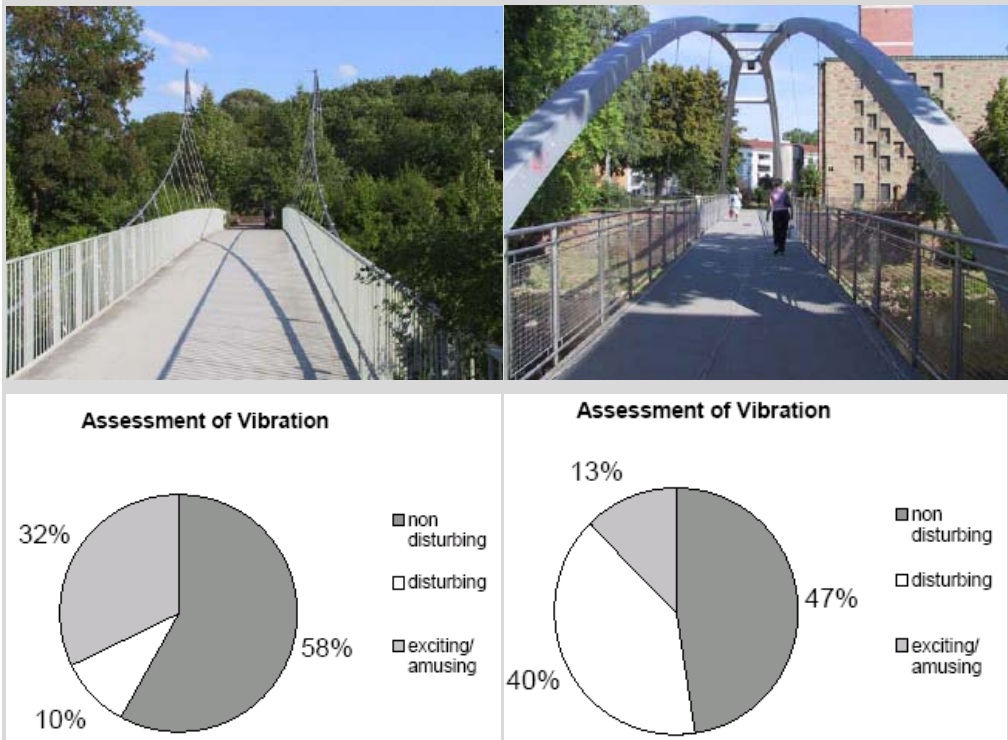 Assessment of Vibration
32%
58%
10%
non
disturbing
disturbing
exciting/
amusing
Assessment of Vibration
13%
47%
40%
non
disturbing
disturbing
exciting/
amusing